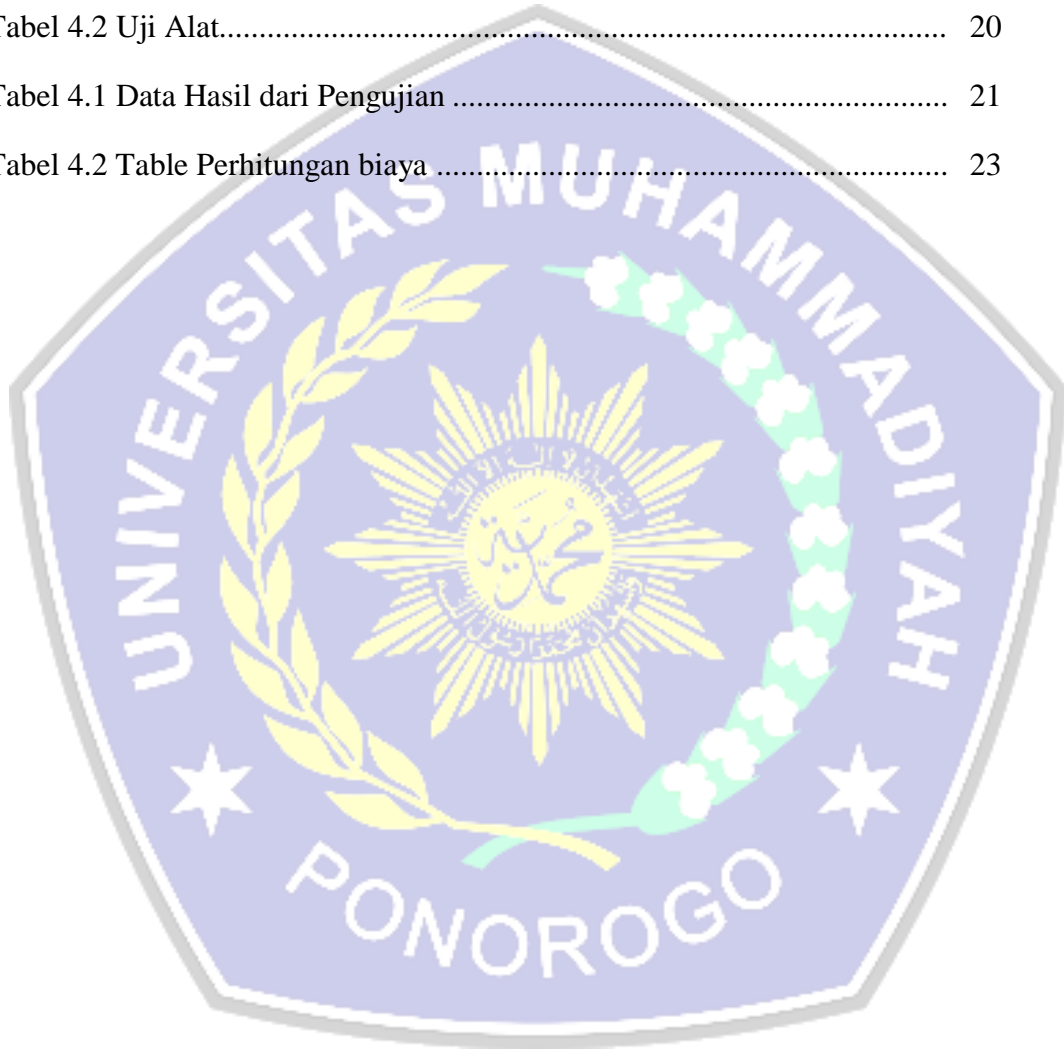 Tabel 4.2 Uji Alat.......................................................................................... 20
Tabel 4.1 Data Hasil dari Pengujian ............................................................. 21
Tabel 4.2 Table Perhitungan biaya ............................................................... 23
UNIVERSITAS MUHAMMADIYAH
محمدية
PONOROGO